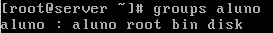 [root@server ~]# groups aluno
aluno : aluno root bin disk